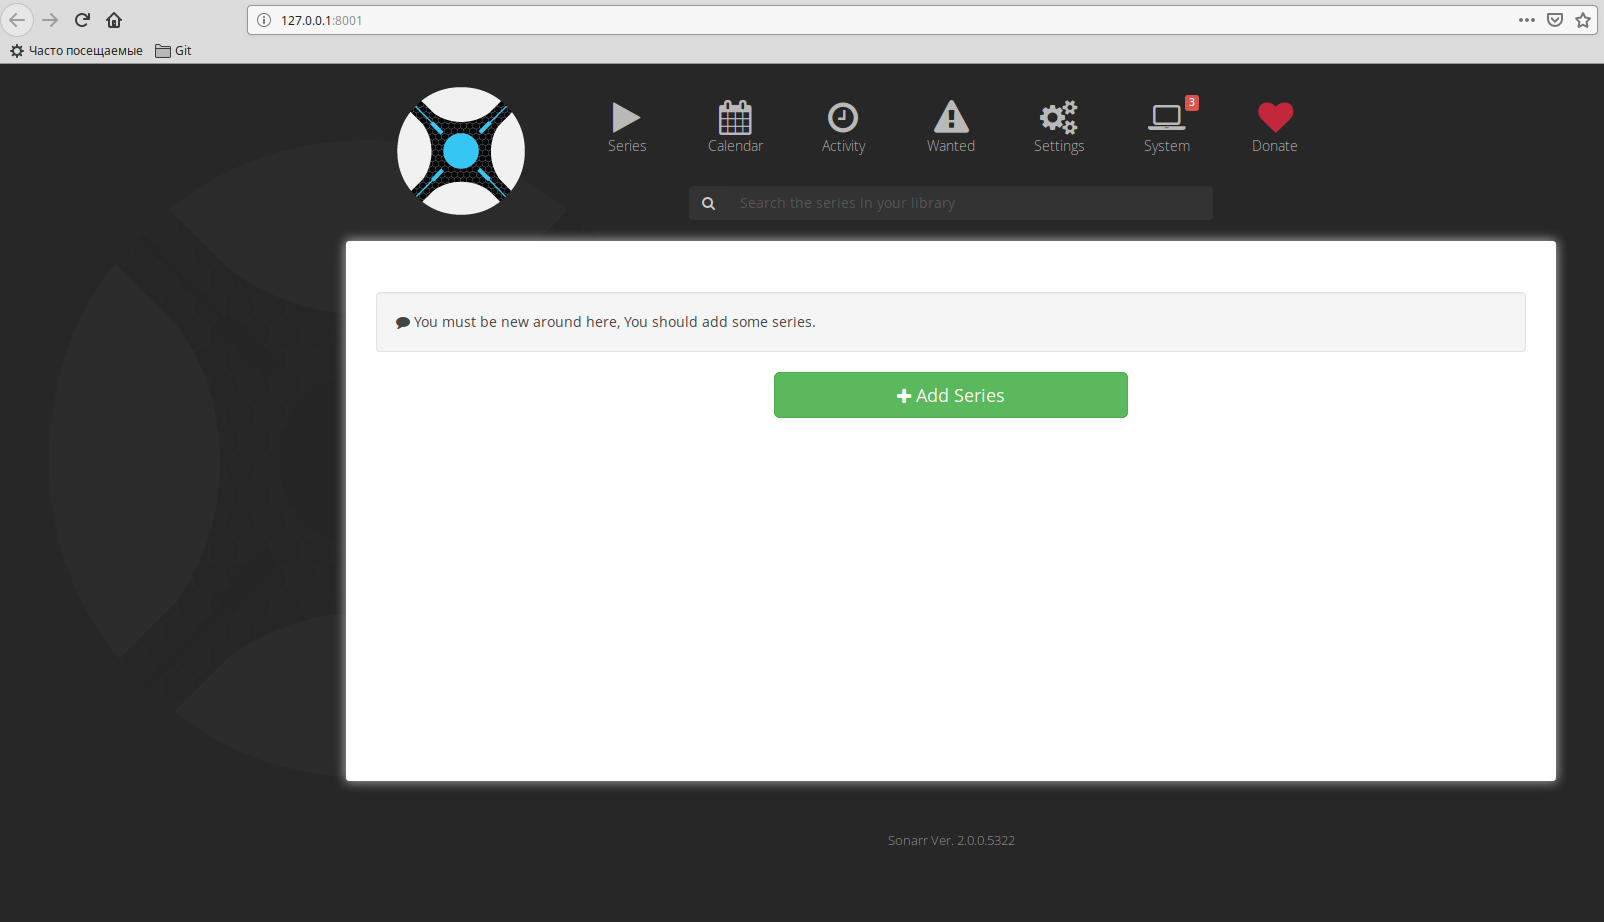 127.0.0.1:8001
Часто посещаемые Git
3
Series Calendar Activity Wanted Settings System Donate
Search the series in your library
You must be new around here, You should add some series.
Add Series
Sonarr Ver. 2.0.0.5322